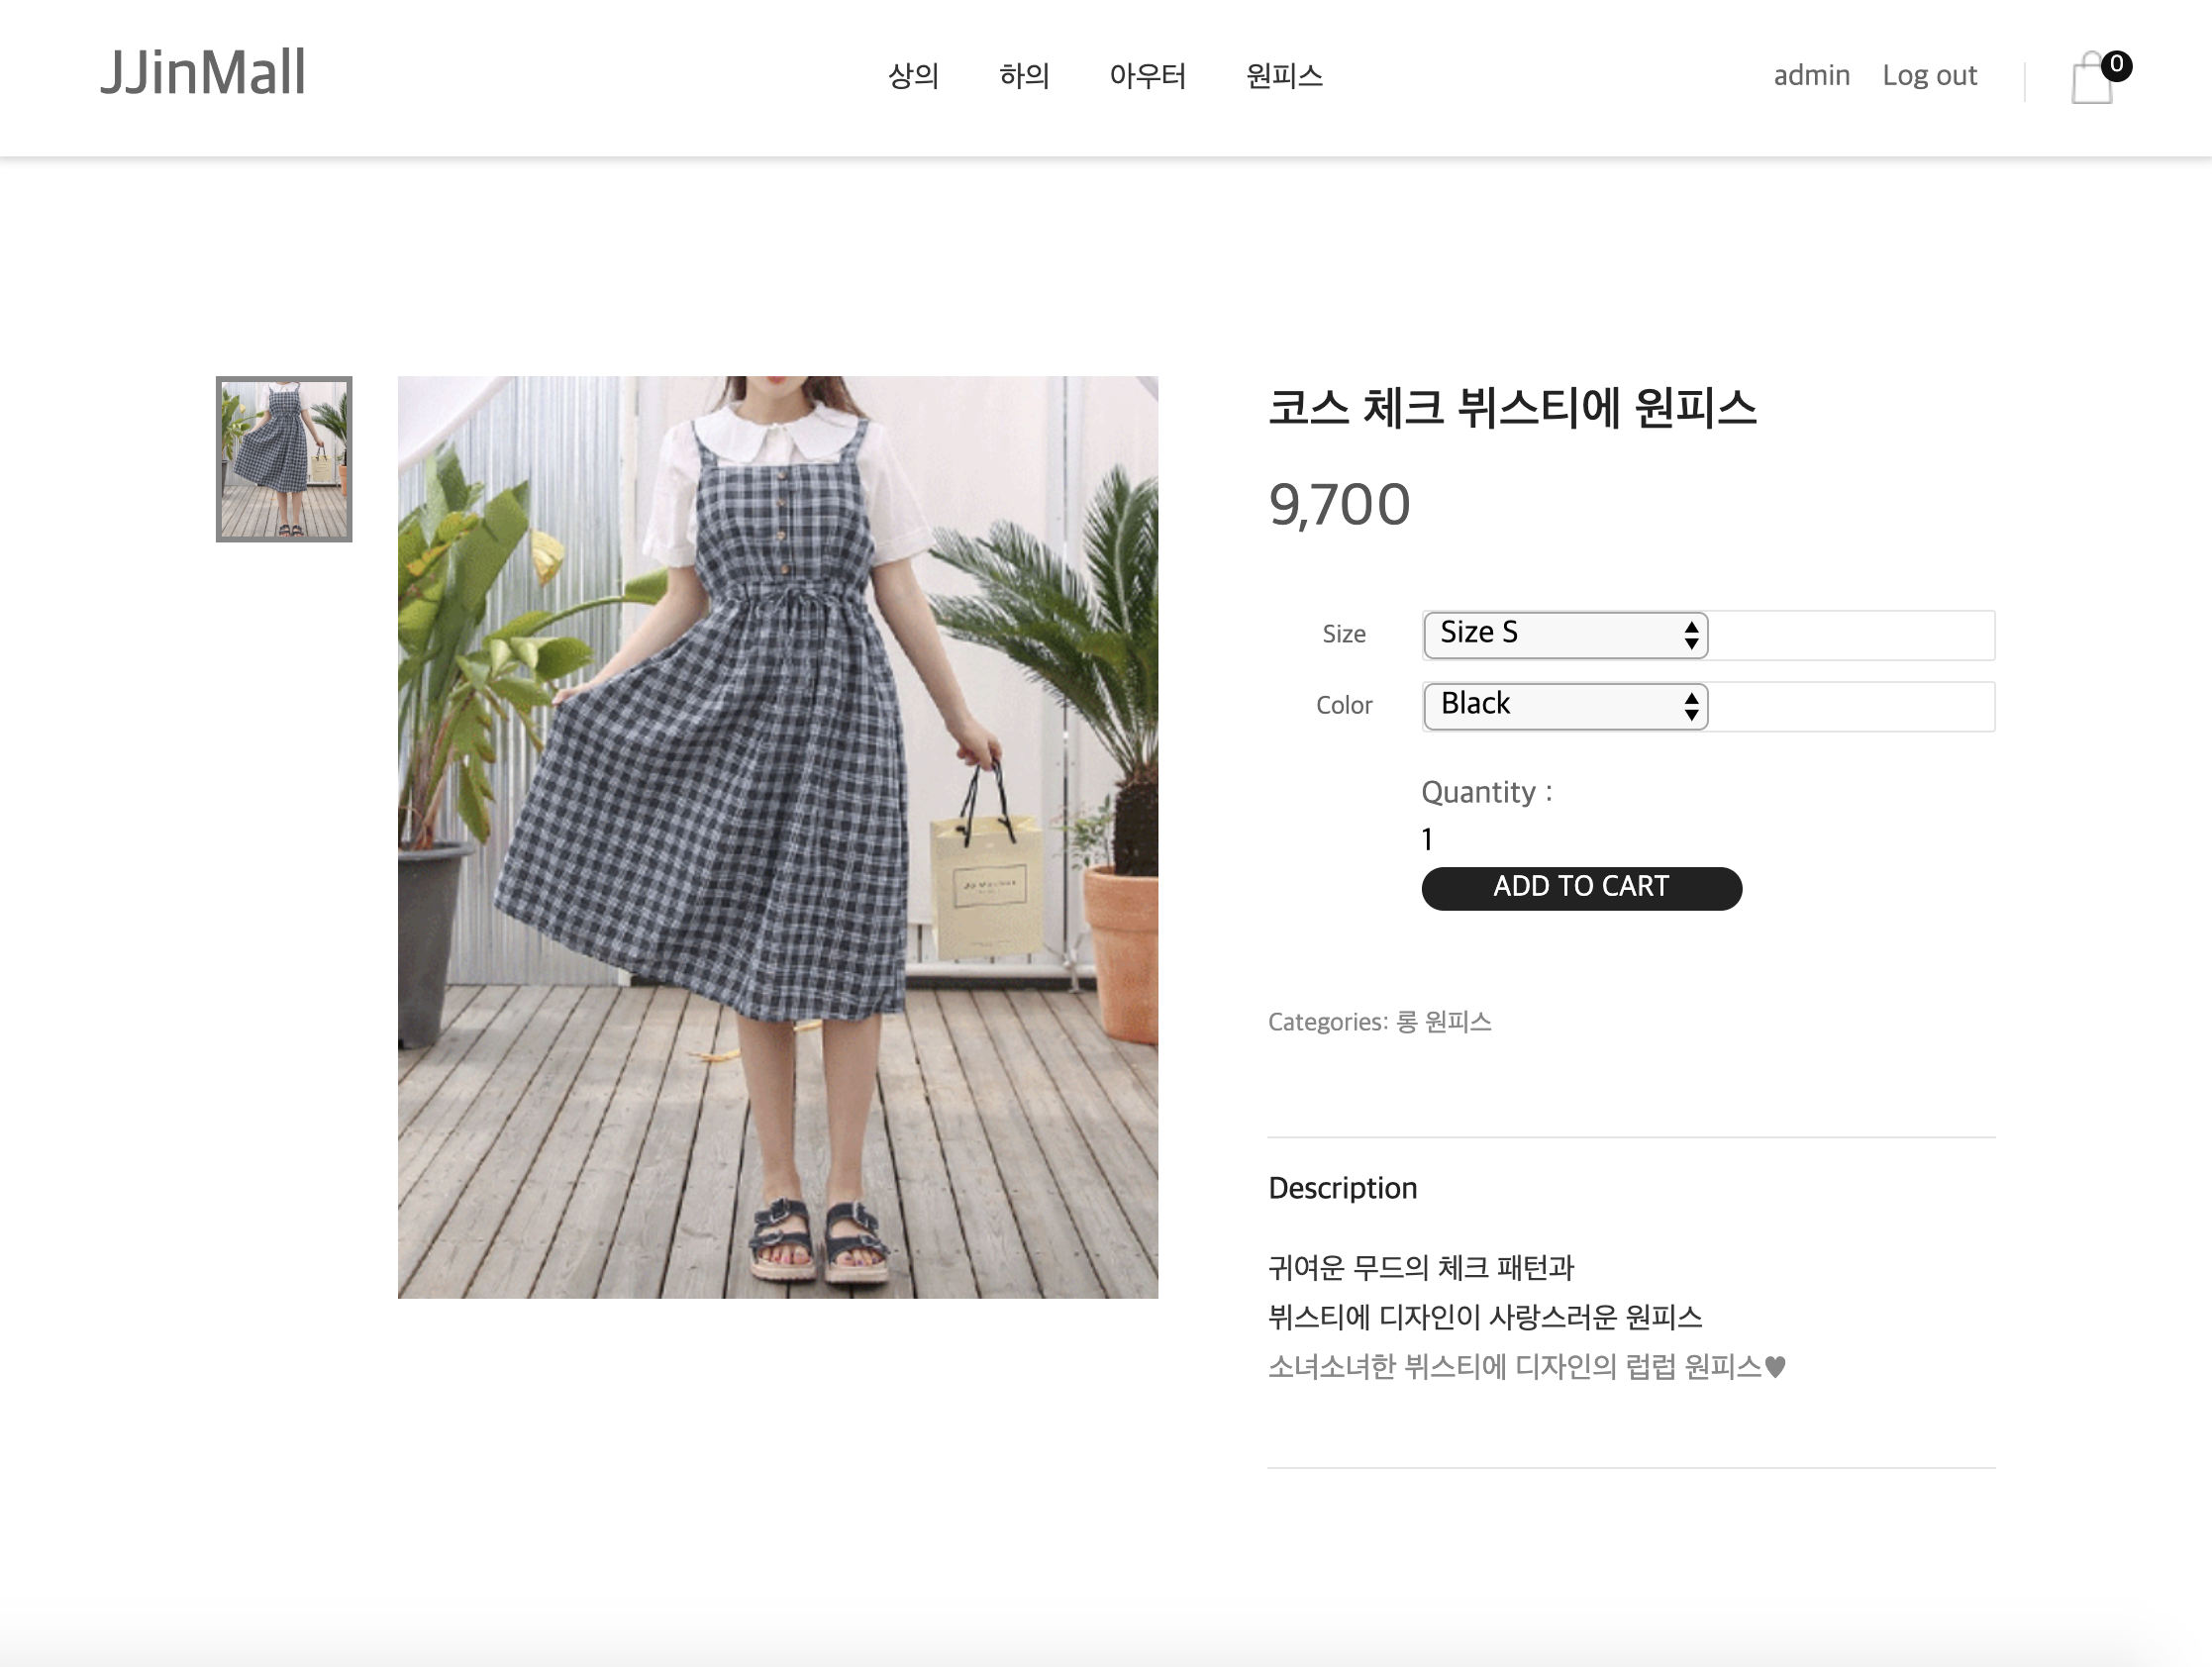 JJinMall
상의 하의 아우터 원피스
admin Log out
0
코스 체크 뷔스티에 원피스
9,700
Size Size S
Color Black
Quantity :
1
ADD TO CART
Categories: 롱 원피스
Description
귀여운 무드의 체크 패턴과
뷔스티에 디자인이 사랑스러운 원피스
소녀소녀한 뷔스티에 디자인의 럽럽 원피스♥